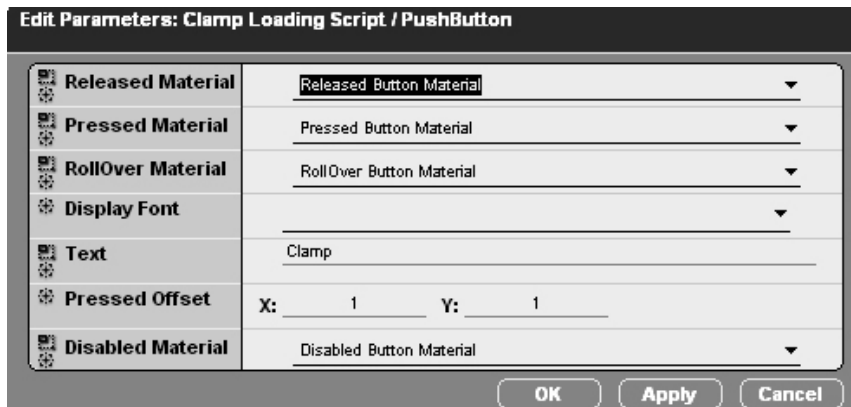 Edit Parameters: Clamp Loading Script / PushButton
Released Material Released Button Material
Pressed Material Pressed Button Material
RollOver Material RollOver Button Material
Display Font
Text Clamp
Pressed Offset X: 1 Y: 1
Disabled Material Disabled Button Material
OK Apply Cancel